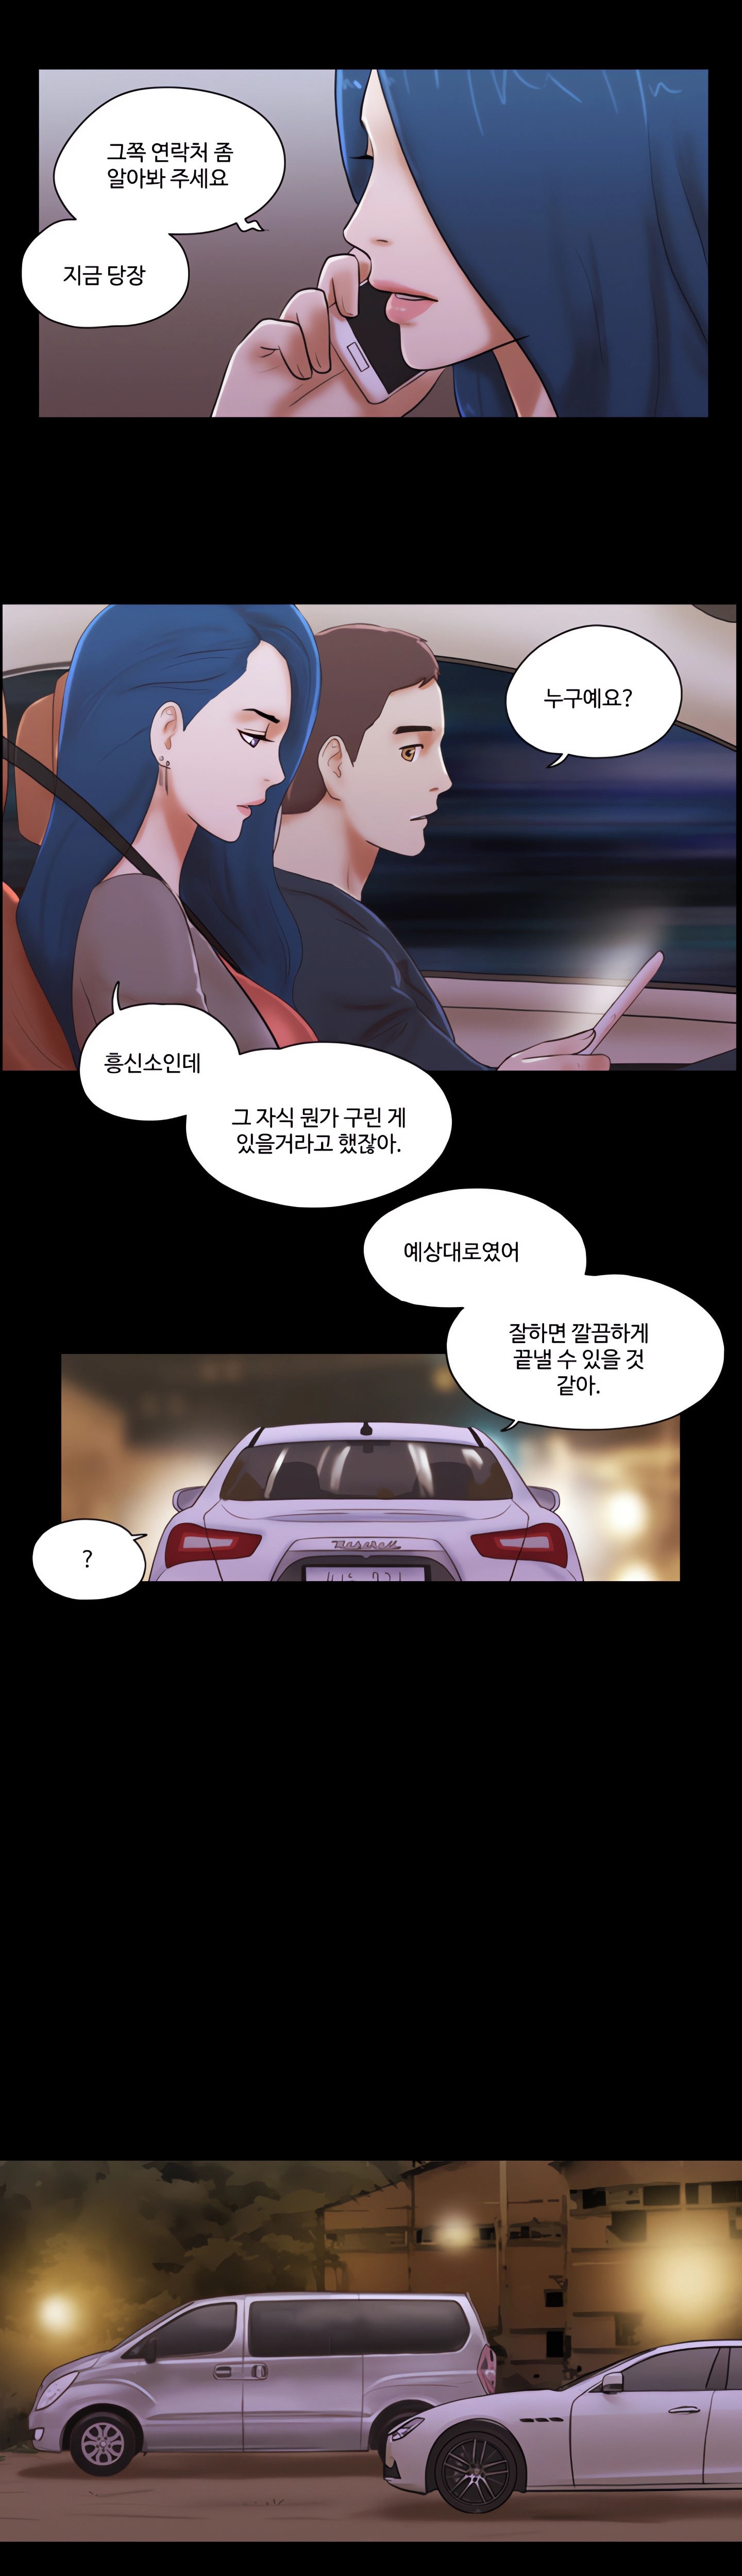 그쪽 연락처 좀
알아봐 주세요
지금 당장
누구예요?
흥신소인데
그 자식 뭔가 구린 게
있을거라고 했잖아.
예상대로였어
잘하면 깔끔하게
끝낼 수 있을 것
같아.
?